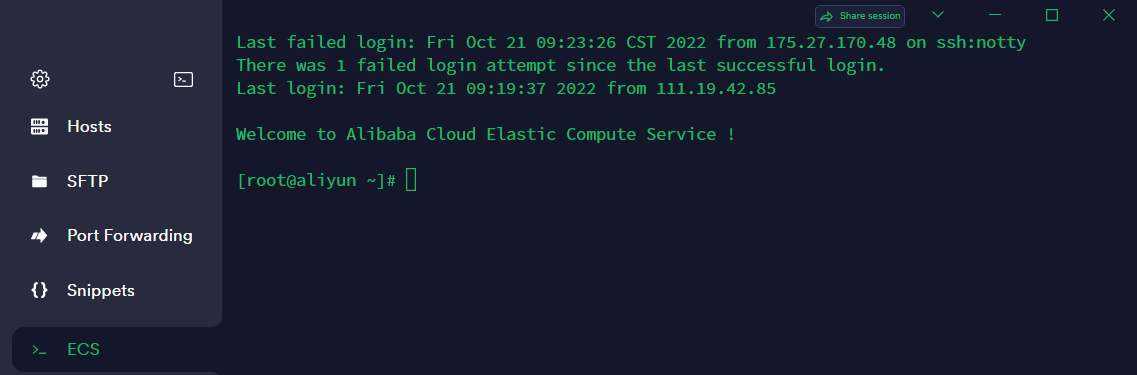 Share session
Last failed login: Fri Oct 21 09:23:26 CST 2022 from 175.27.170.48 on ssh:notty
There was 1 failed login attempt since the last successful login.
Last login: Fri Oct 21 09:19:37 2022 from 111.19.42.85
Welcome to Alibaba Cloud Elastic Compute Service !
[root@aliyun ~]#
Hosts
SFTP
Port Forwarding
Snippets
ECS